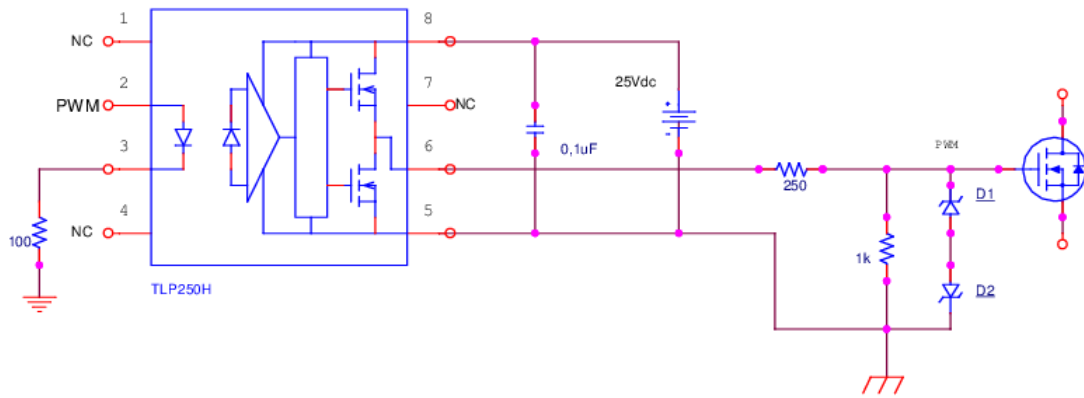 1
8
NC
2
25Vdc
7
PWM
NC
3
0,1uF
6
PWM
250
D1
4
5
100
NC
1k
TLP250H
D2